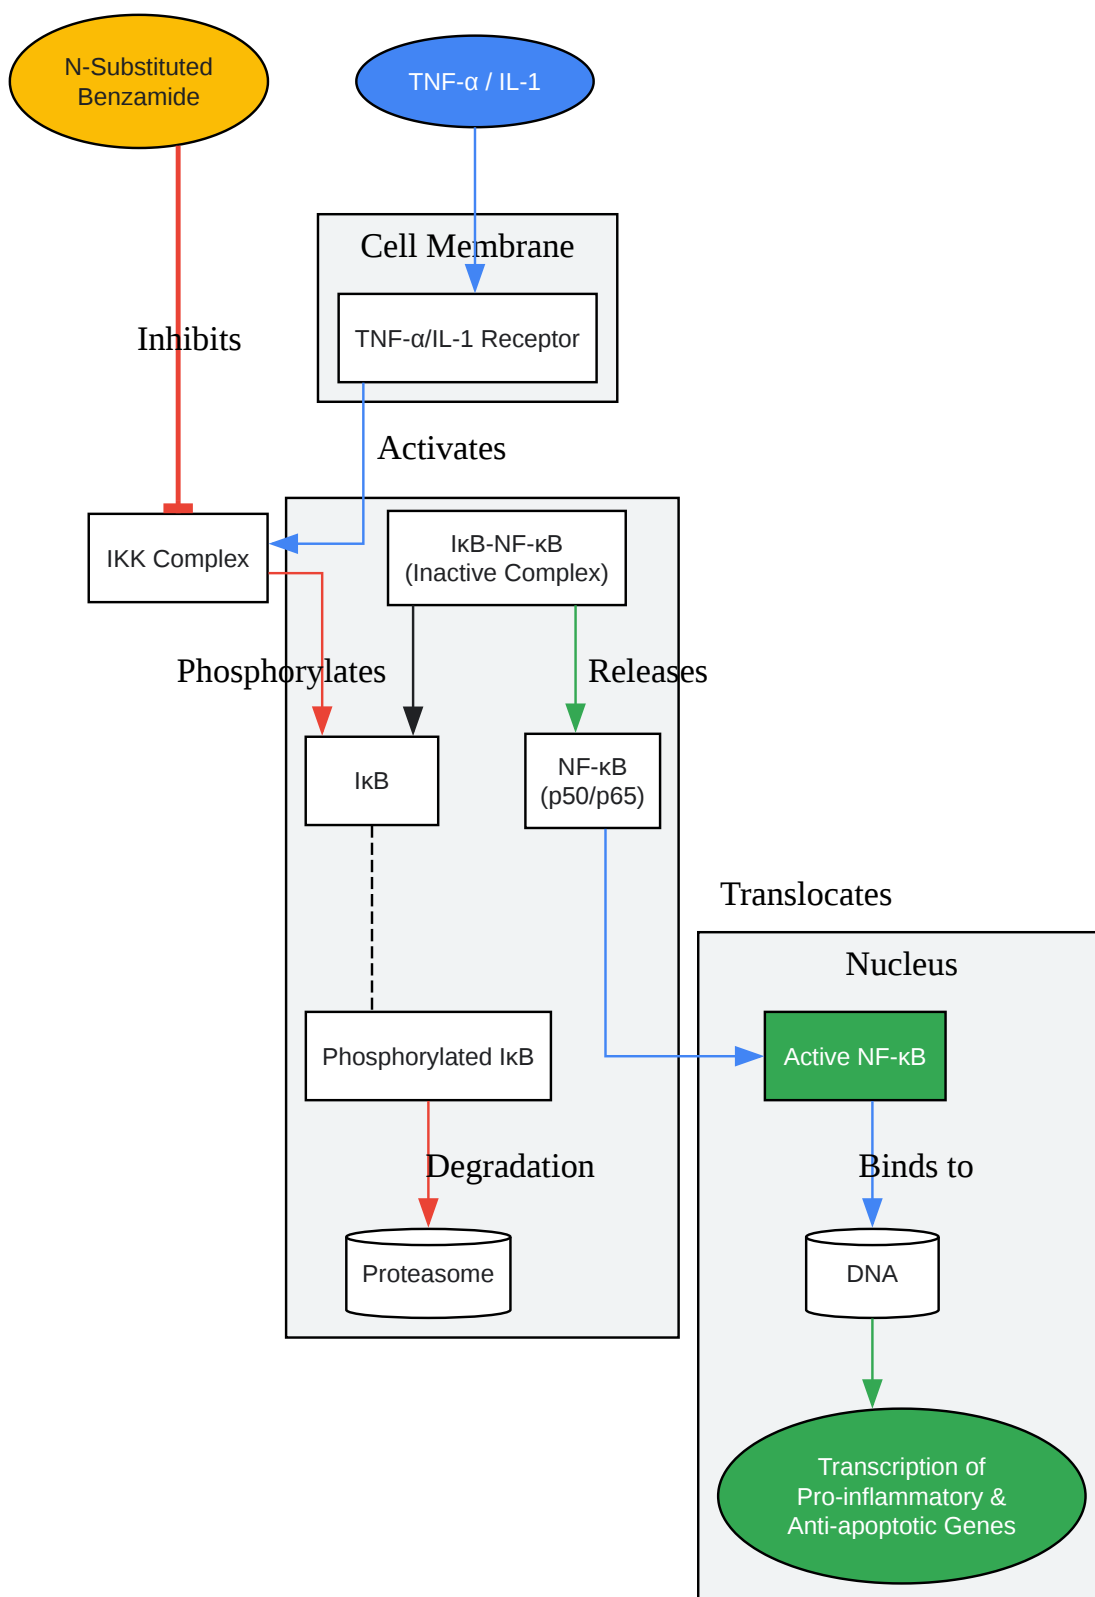 N-Substituted
Benzamide
TNF-α / IL-1
Cell Membrane
TNF-α/IL-1 Receptor
Inhibits
Activates
IKK Complex
IκB-NF-κB
(Inactive Complex)
Phosphorylates
Releases
IκB
NF-κB
(p50/p65)
Translocates
Nucleus
Phosphorylated IκB
Active NF-κB
Degradation
Binds to
Proteasome
DNA
Transcription of
Pro-inflammatory &
Anti-apoptotic Genes